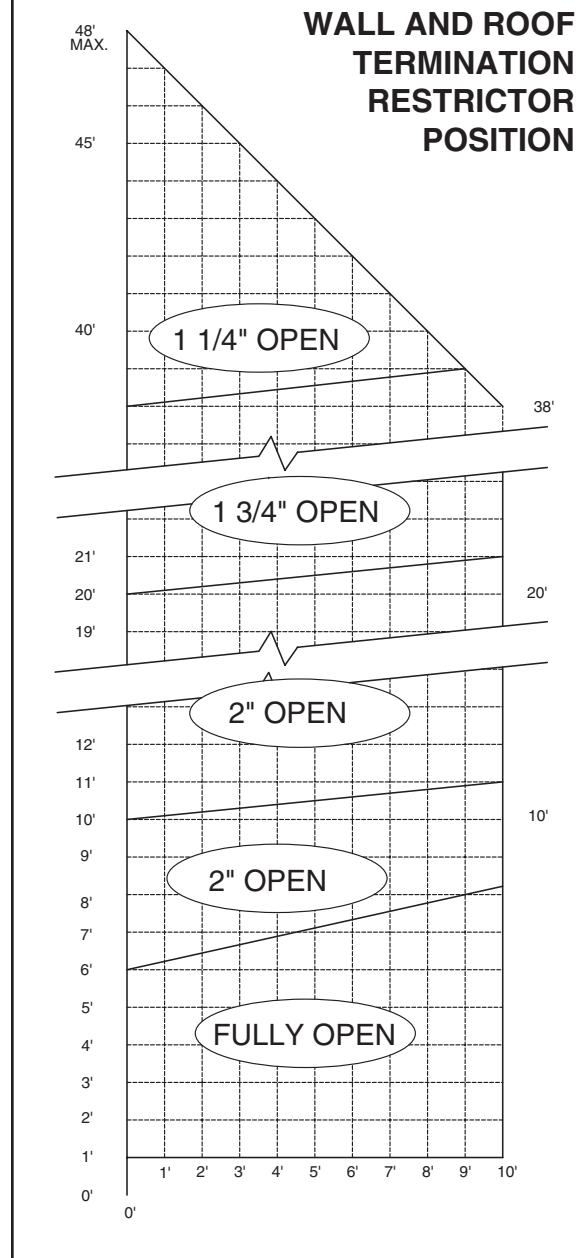 WALL AND ROOF
TERMINATION
RESTRICTOR
POSITION
48'
MAX.
45'
40'
1 1/4" OPEN
38'
1 3/4" OPEN
21'
20'
20'
19'
2" OPEN
12'
11'
10'
10'
9'
2" OPEN
8'
7'
6'
5'
FULLY OPEN
4'
3'
2'
1'
1' 2' 3' 4' 5' 6' 7' 8' 9' 10'
0'
0'